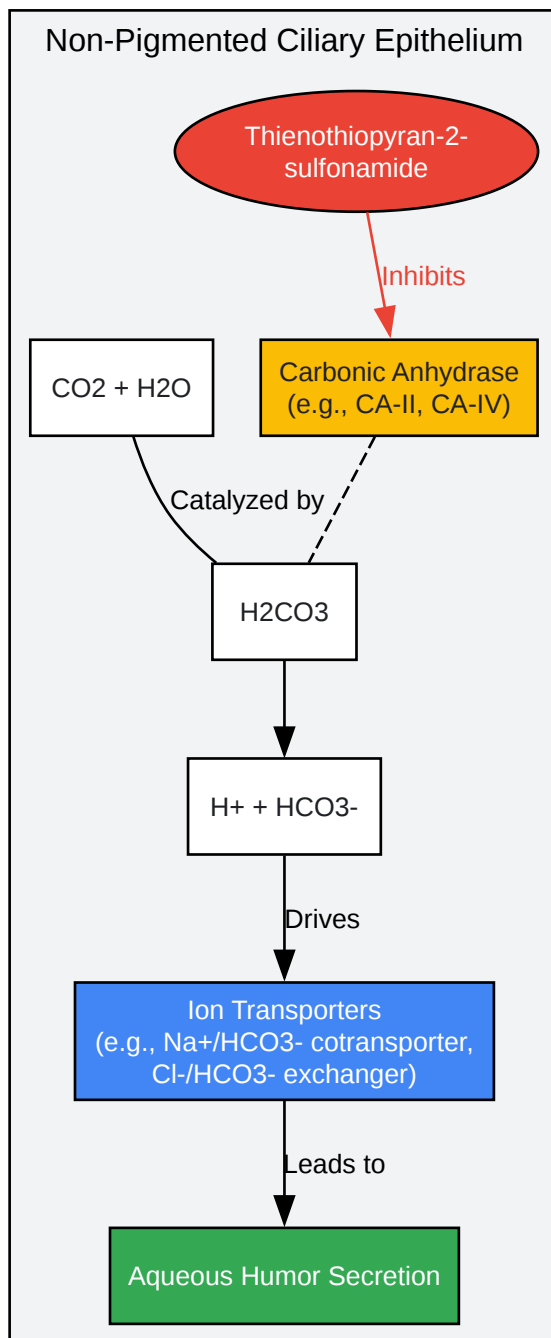 Non-Pigmented Ciliary Epithelium
Thienothiopyran-2-
sulfonamide
Inhibits
CO2 + H2O
Carbonic Anhydrase
(e.g., CA-II, CA-IV)
Catalyzed by
H2CO3
H+ + HCO3-
Drives
Ion Transporters
(e.g., Na+/HCO3- cotransporter,
Cl-/HCO3- exchanger)
Leads to
Aqueous Humor Secretion